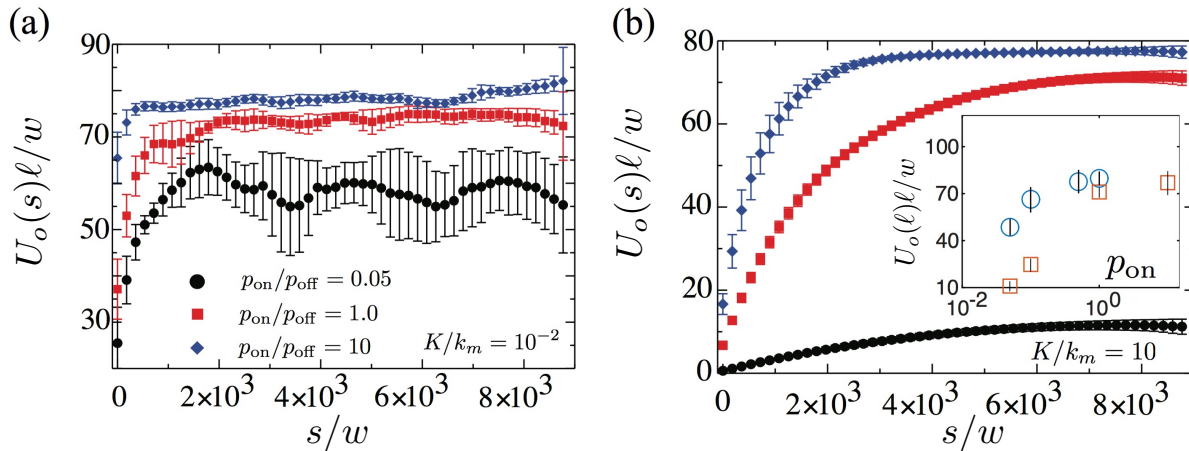 (a)
90
70
50
30
U_o(s)ℓ/w
p_on/p_off = 0.05
p_on/p_off = 1.0
p_on/p_off = 10
K/k_m = 10^-2
0
2×10^3
4×10^3
6×10^3
8×10^3
s/w
(b)
80
60
40
20
0
U_o(s)ℓ/w
100
70
40
10
U_o(ℓ)ℓ/w
p_on
10^-2
10^0
K/k_m = 10
0
2×10^3
4×10^3
6×10^3
8×10^3
s/w